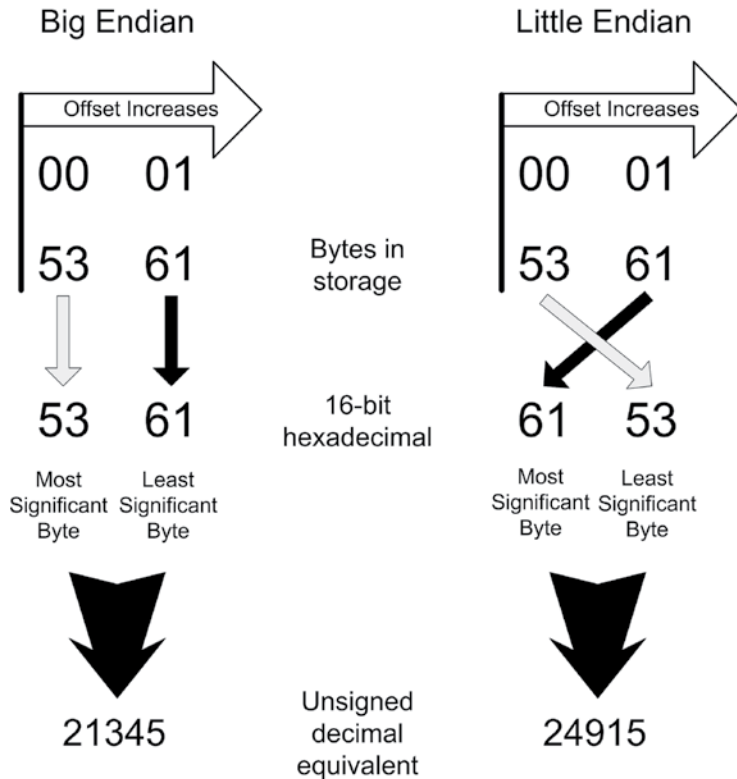 Big Endian
Little Endian
Offset Increases
Offset Increases
00 01
00 01
53 61
Bytes in
storage
53 61
53 61
16-bit
hexadecimal
61 53
Most
Significant
Byte
Least
Significant
Byte
Most
Significant
Byte
Least
Significant
Byte
21345
Unsigned
decimal
equivalent
24915